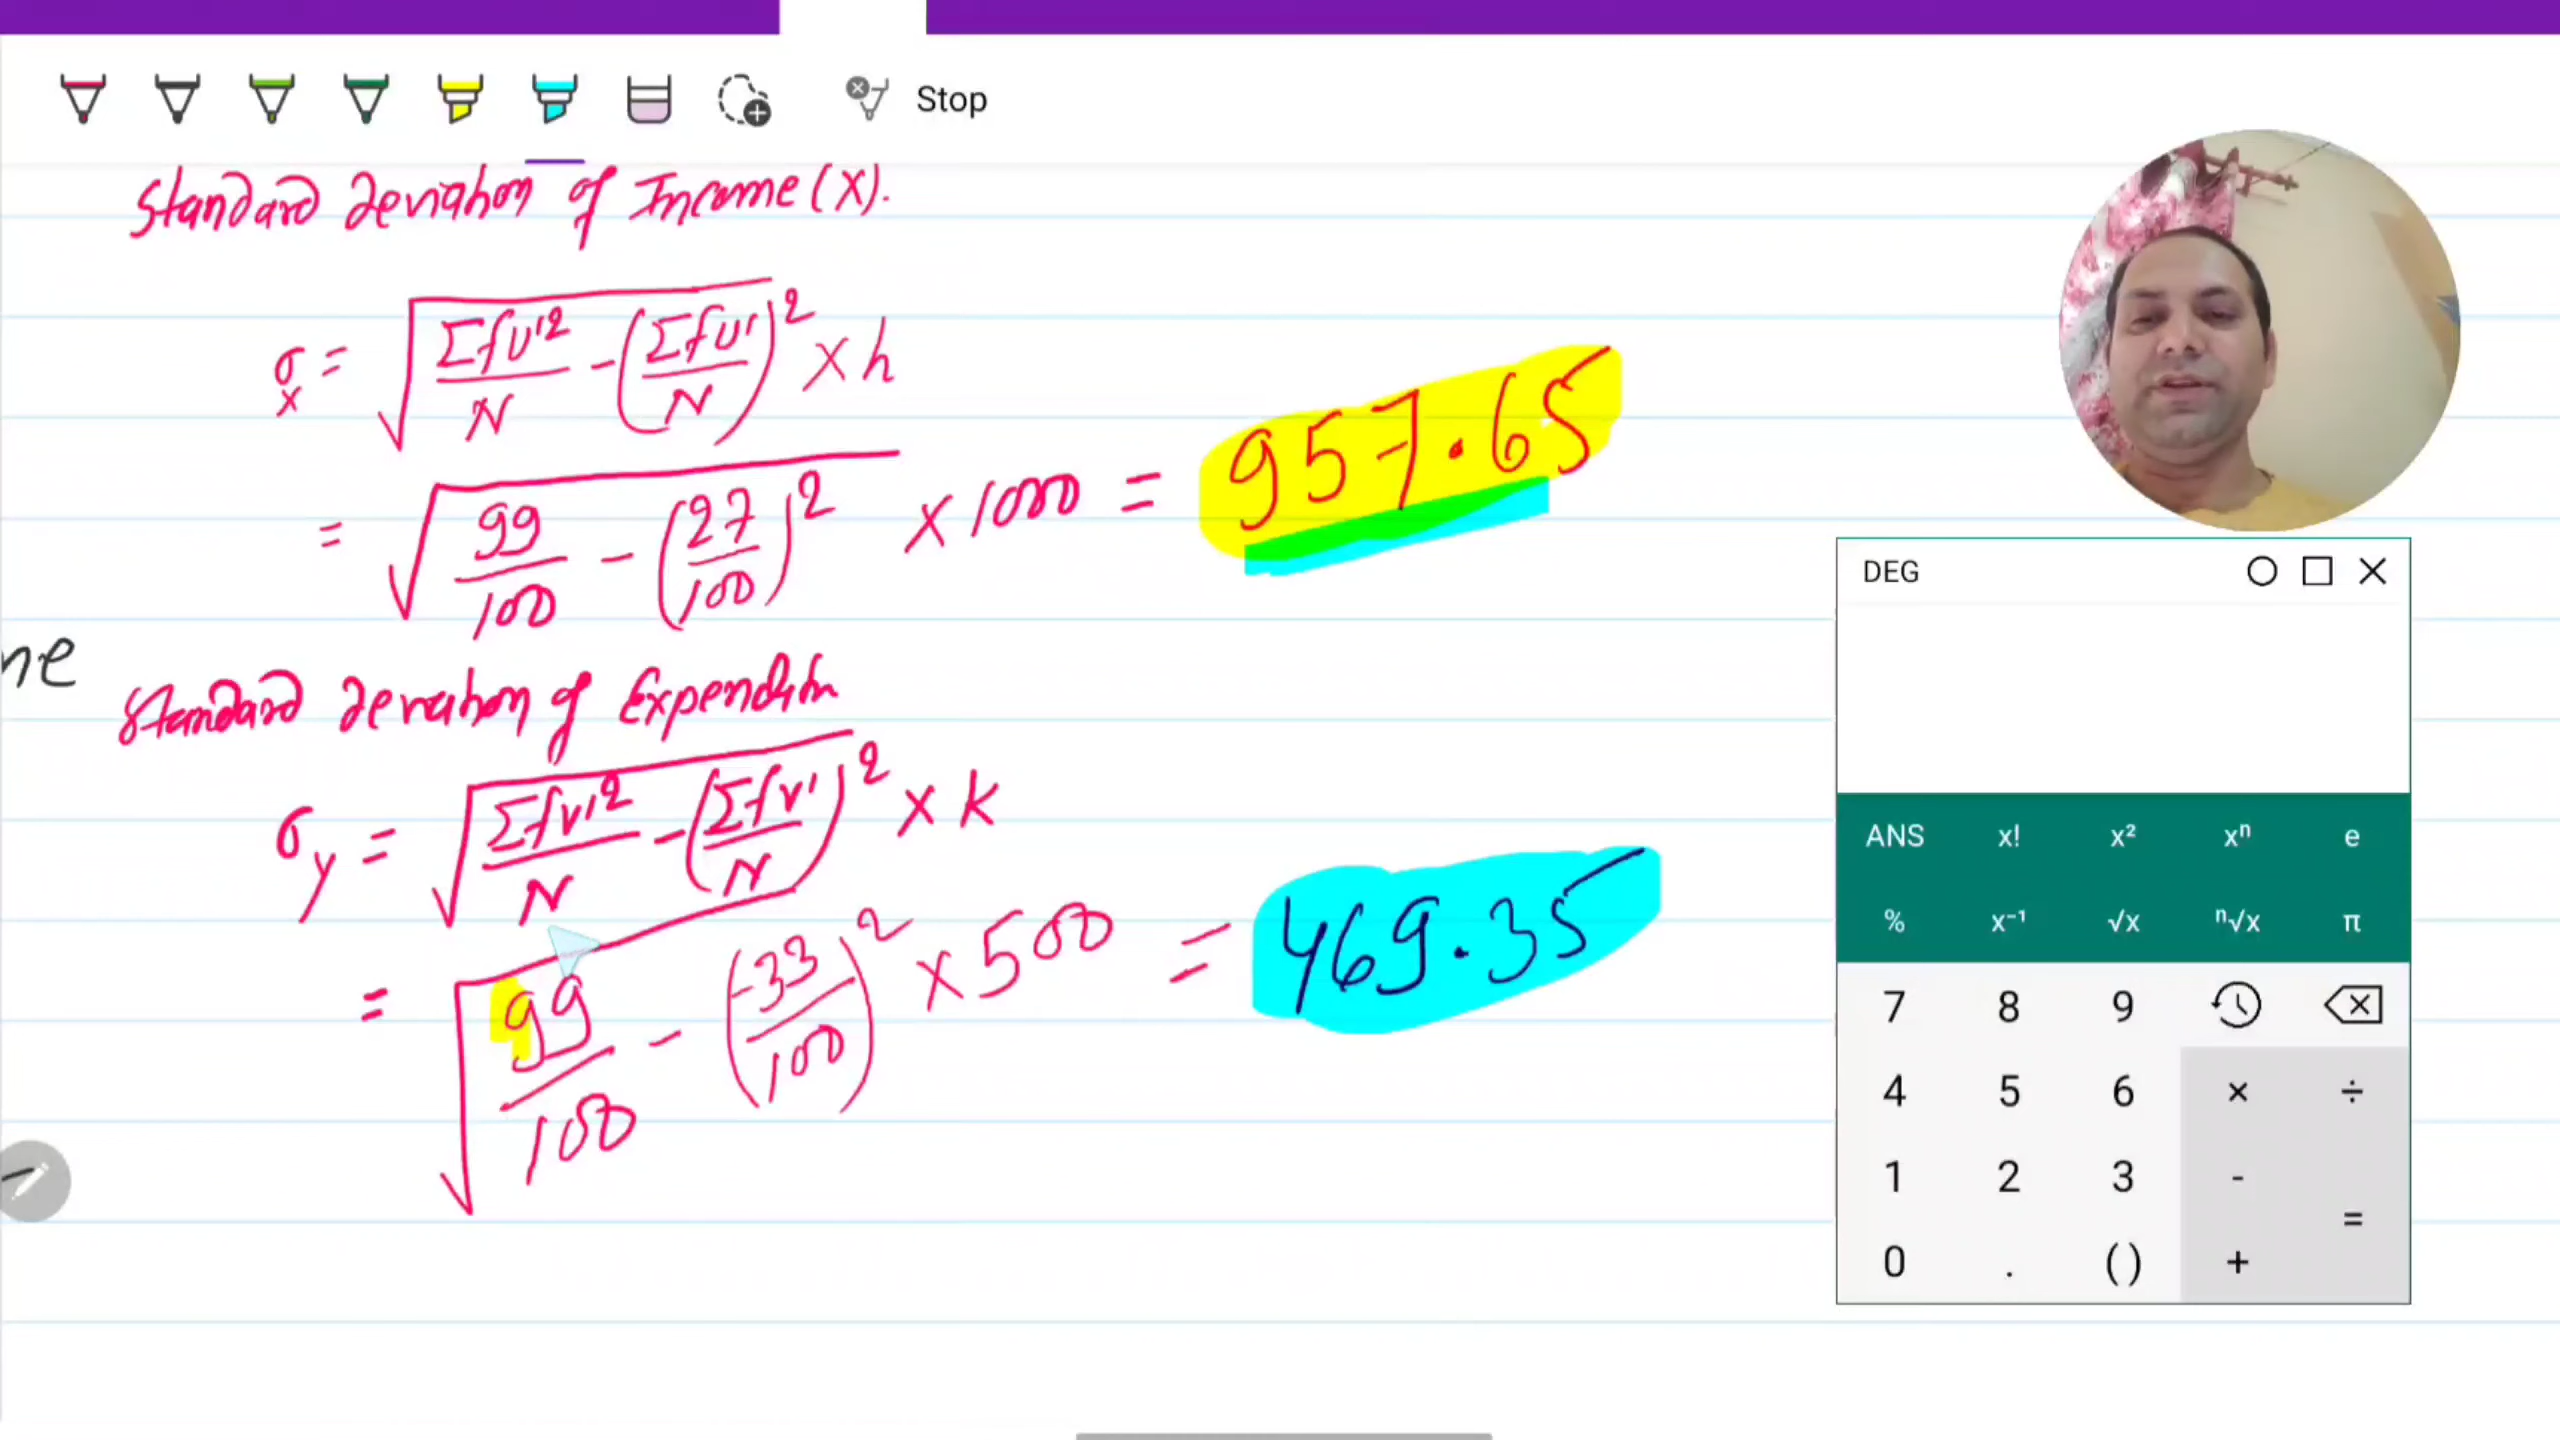 Stop
Standard deviation of Income (X).
σx = √(Σfu'²/N - (Σfu'/N)²) × h
= √(99/100 - (27/100)²) × 1000 = 957.65
ne
Standard deviation of Expenditu
σy = √(Σfv'²/N - (Σfv'/N)²) × k
= √(99/100 - (-33/100)²) × 500 = 469.35
DEG
ANS x! x² xⁿ e
% x⁻¹ √x ⁿ√x π
7 8 9
4 5 6 × ÷
1 2 3 -
=
0 . ( ) +